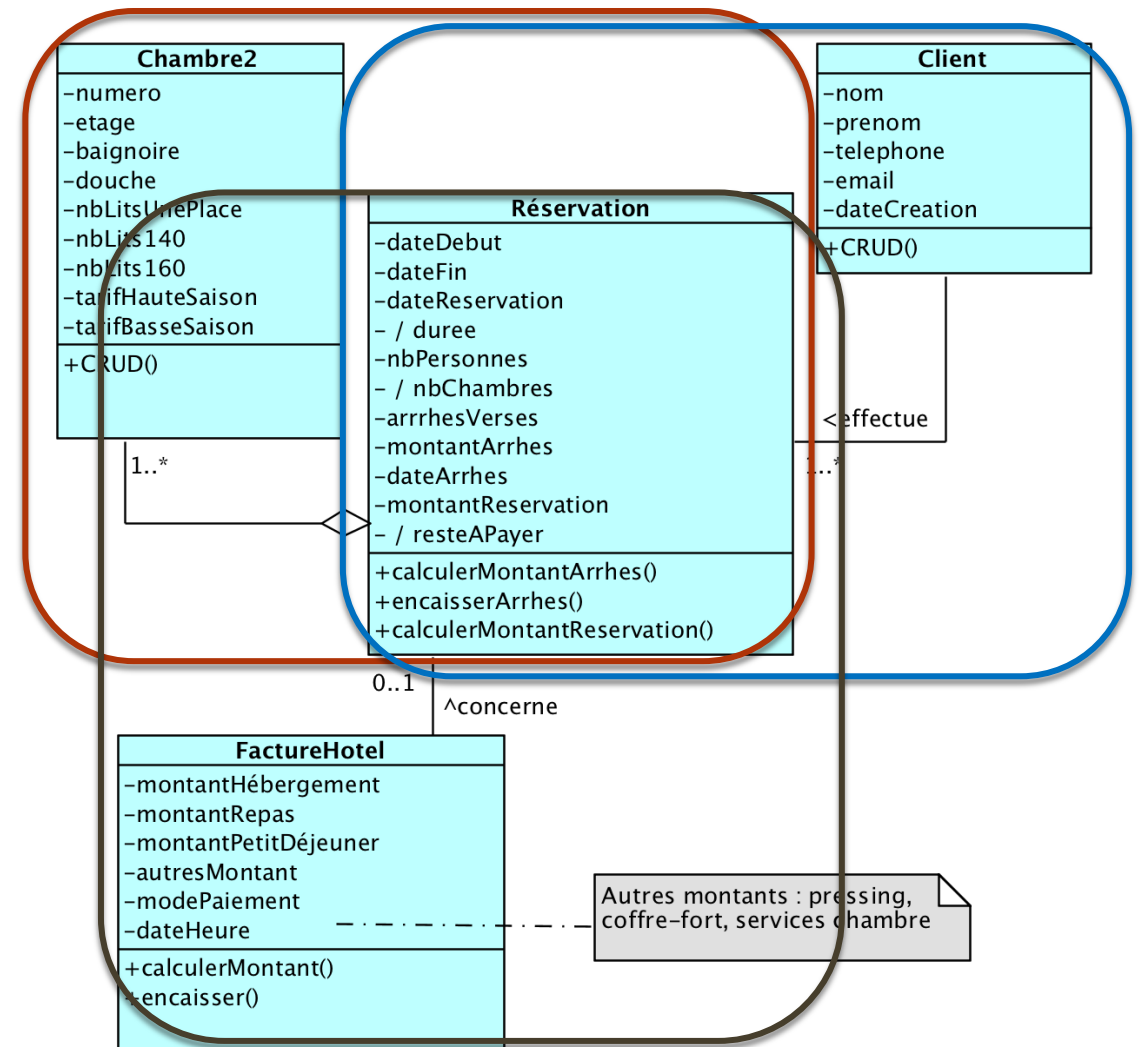 Chambre2
-numero
-etage
-baignoire
-douche
-nbLitsUnePlace
-nbLits140
-nbLits160
-tarifHauteSaison
-tarifBasseSaison
+CRUD()
1..*
Client
-nom
-prenom
-telephone
-email
-dateCreation
+CRUD()
Réservation
-dateDebut
-dateFin
-dateReservation
- / duree
-nbPersonnes
- / nbChambres
-arrrhesVerses
-montantArrhes
-dateArrhes
-montantReservation
- / resteAPayer
+calculerMontantArrhes()
+encaisserArrhes()
+calculerMontantReservation()
<effectue
1..*
0..1
^concerne
FactureHotel
-montantHébergement
-montantRepas
-montantPetitDéjeuner
-autresMontant
-modePaiement
-dateHeure
+calculerMontant()
+encaisser()
Autres montants : pressing,
coffre-fort, services chambre